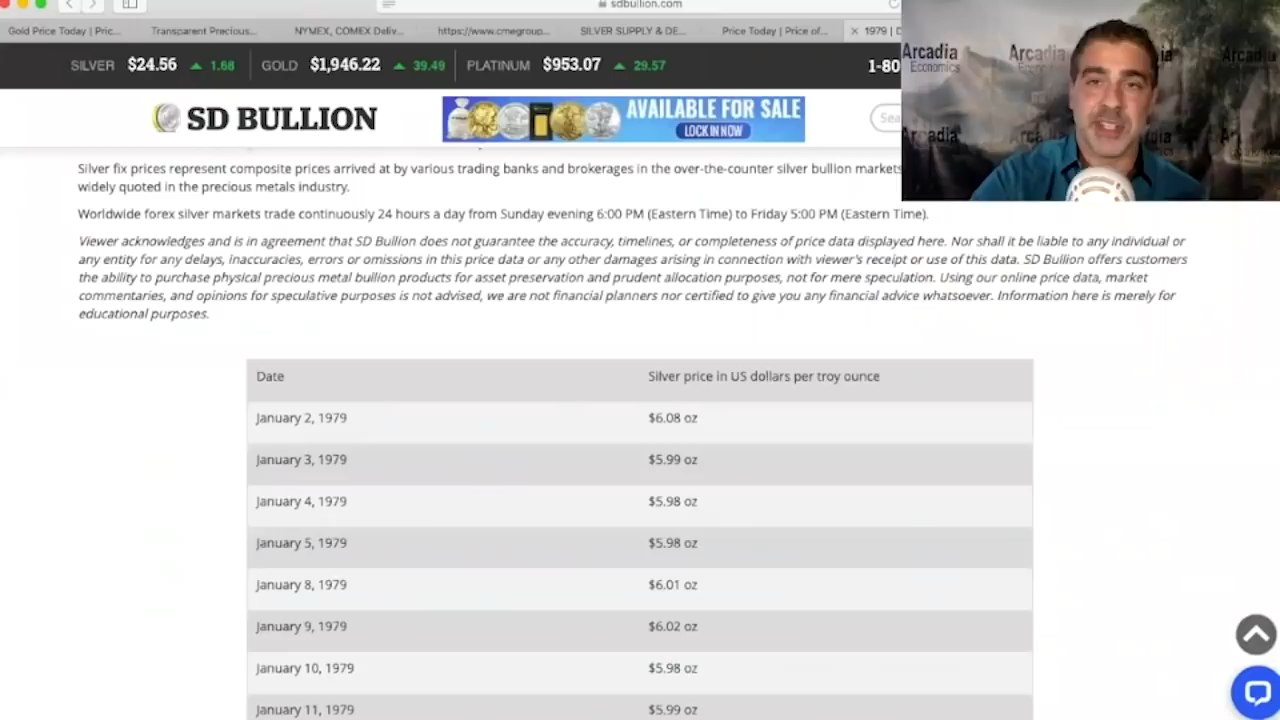 sdbullion.com
Gold Price Today | Pric...
Transparent Precious...
NYMEX, COMEX Deliv...
https://www.cmegroup...
SILVER SUPPLY & DE...
Price Today | Price of...
1979 |
SILVER $24.56 1.68 GOLD $1,946.22 39.49 PLATINUM $953.07 29.57
1-80
Arcadia
Economics
Arcadia
Arcadia
SD BULLION
AVAILABLE FOR SALE
LOCK IN NOW
Sea
Silver fix prices represent composite prices arrived at by various trading banks and brokerages in the over-the-counter silver bullion markets
widely quoted in the precious metals industry.
Worldwide forex silver markets trade continuously 24 hours a day from Sunday evening 6:00 PM (Eastern Time) to Friday 5:00 PM (Eastern Time).
Viewer acknowledges and is in agreement that SD Bullion does not guarantee the accuracy, timelines, or completeness of price data displayed here. Nor shall it be liable to any individual or
any entity for any delays, inaccuracies, errors or omissions in this price data or any other damages arising in connection with viewer's receipt or use of this data. SD Bullion offers customers
the ability to purchase physical precious metal bullion products for asset preservation and prudent allocation purposes, not for mere speculation. Using our online price data, market
commentaries, and opinions for speculative purposes is not advised, we are not financial planners nor certified to give you any financial advice whatsoever. Information here is merely for
educational purposes.
Date Silver price in US dollars per troy ounce
January 2, 1979 $6.08 oz
January 3, 1979 $5.99 oz
January 4, 1979 $5.98 oz
January 5, 1979 $5.98 oz
January 8, 1979 $6.01 oz
January 9, 1979 $6.02 oz
January 10, 1979 $5.98 oz
January 11, 1979 $5.99 oz